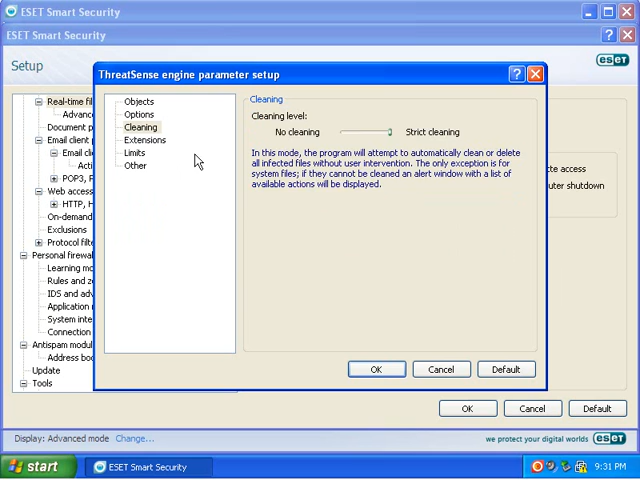 ESET Smart Security
ESET Smart Security
Setup
eset
ThreatSense engine parameter setup
Real-time fil
Advanc
Document p
Email client p
Email clie
Acti
POP3, P
Web access
HTTP, H
On-demand
Exclusions
Protocol filte
Personal firewa
Learning mo
Rules and zo
IDS and adv
Application m
System inte
Connection
Antispam modul
Address boo
Update
Tools
Objects
Options
Cleaning
Extensions
Limits
Other
Cleaning
Cleaning level:
No cleaning
Strict cleaning
In this mode, the program will attempt to automatically clean or delete
all infected files without user intervention. The only exception is for
system files; if they cannot be cleaned an alert window with a list of
available actions will be displayed.
OK
Cancel
Default
te access
uter shutdown
OK
Cancel
Default
Display: Advanced mode
Change...
we protect your digital worlds
eset
start
ESET Smart Security
9:31 PM